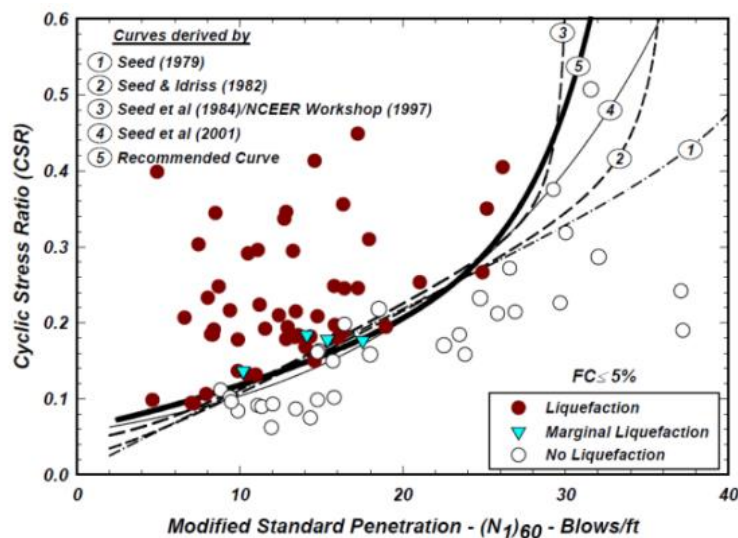 Curves derived by
1 Seed (1979)
2 Seed & Idriss (1982)
3 Seed et al (1984)/NCEER Workshop (1997)
4 Seed et al (2001)
5 Recommended Curve
3
5
4
2
1
0.6
0.5
0.4
0.3
0.2
0.1
0.0
Cyclic Stress Ratio (CSR)
FC ≤ 5%
Liquefaction
Marginal Liquefaction
No Liquefaction
0
10
20
30
40
Modified Standard Penetration - (N1)60 - Blows/ft